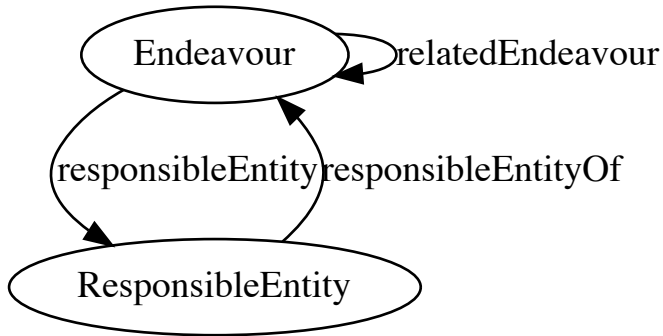 Endeavour
relatedEndeavour
responsibleEntity
responsibleEntityOf
ResponsibleEntity